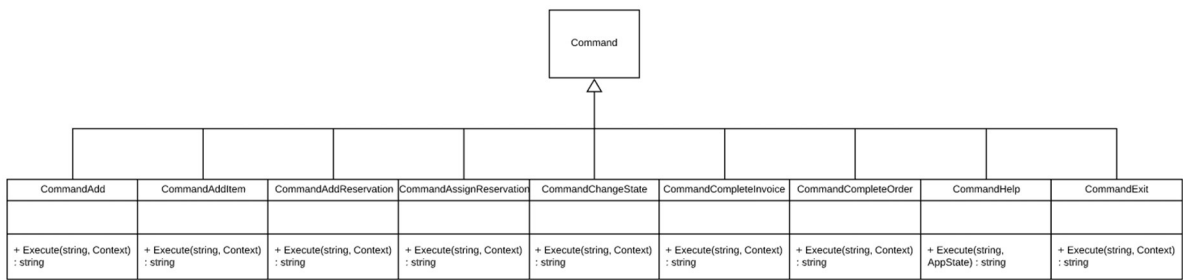 Command
CommandAdd
CommandAddItem
CommandAddReservation
CommandAssignReservation
CommandChangeState
CommandCompleteInvoice
CommandCompleteOrder
CommandHelp
CommandExit
+ Execute(string, Context)
: string
+ Execute(string, Context)
: string
+ Execute(string, Context)
: string
+ Execute(string, Context)
: string
+ Execute(string, Context)
: string
+ Execute(string, Context)
: string
+ Execute(string, Context)
: string
+ Execute(string,
AppState) : string
+ Execute(string, Context)
: string